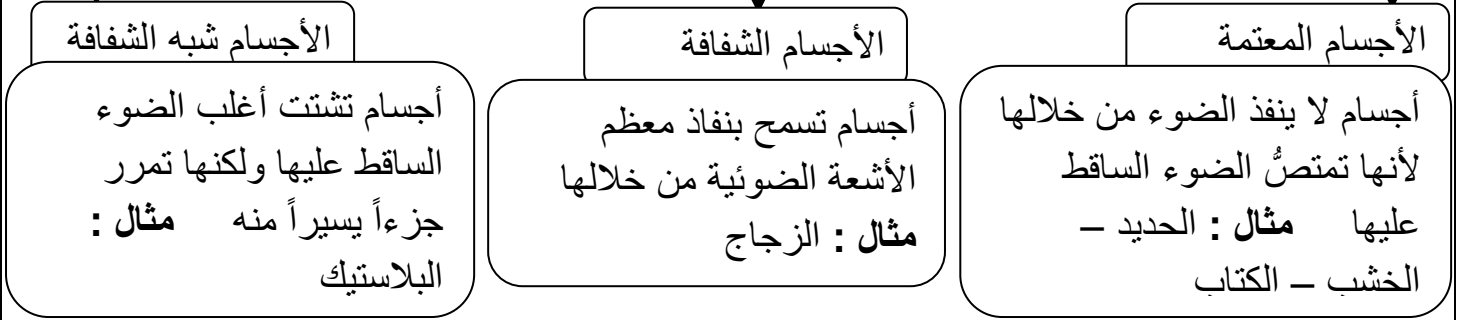 الأجسام المعتمة
أجسام لا ينفذ الضوء من خلالها
لأنها تمتصُّ الضوء الساقط
عليها مثال : الحديد –
الخشب – الكتاب
الأجسام الشفافة
أجسام تسمح بنفاذ معظم
الأشعة الضوئية من خلالها
مثال : الزجاج
الأجسام شبه الشفافة
أجسام تشتت أغلب الضوء
الساقط عليها ولكنها تمرر
جزءاً يسيراً منه مثال :
البلاستيك